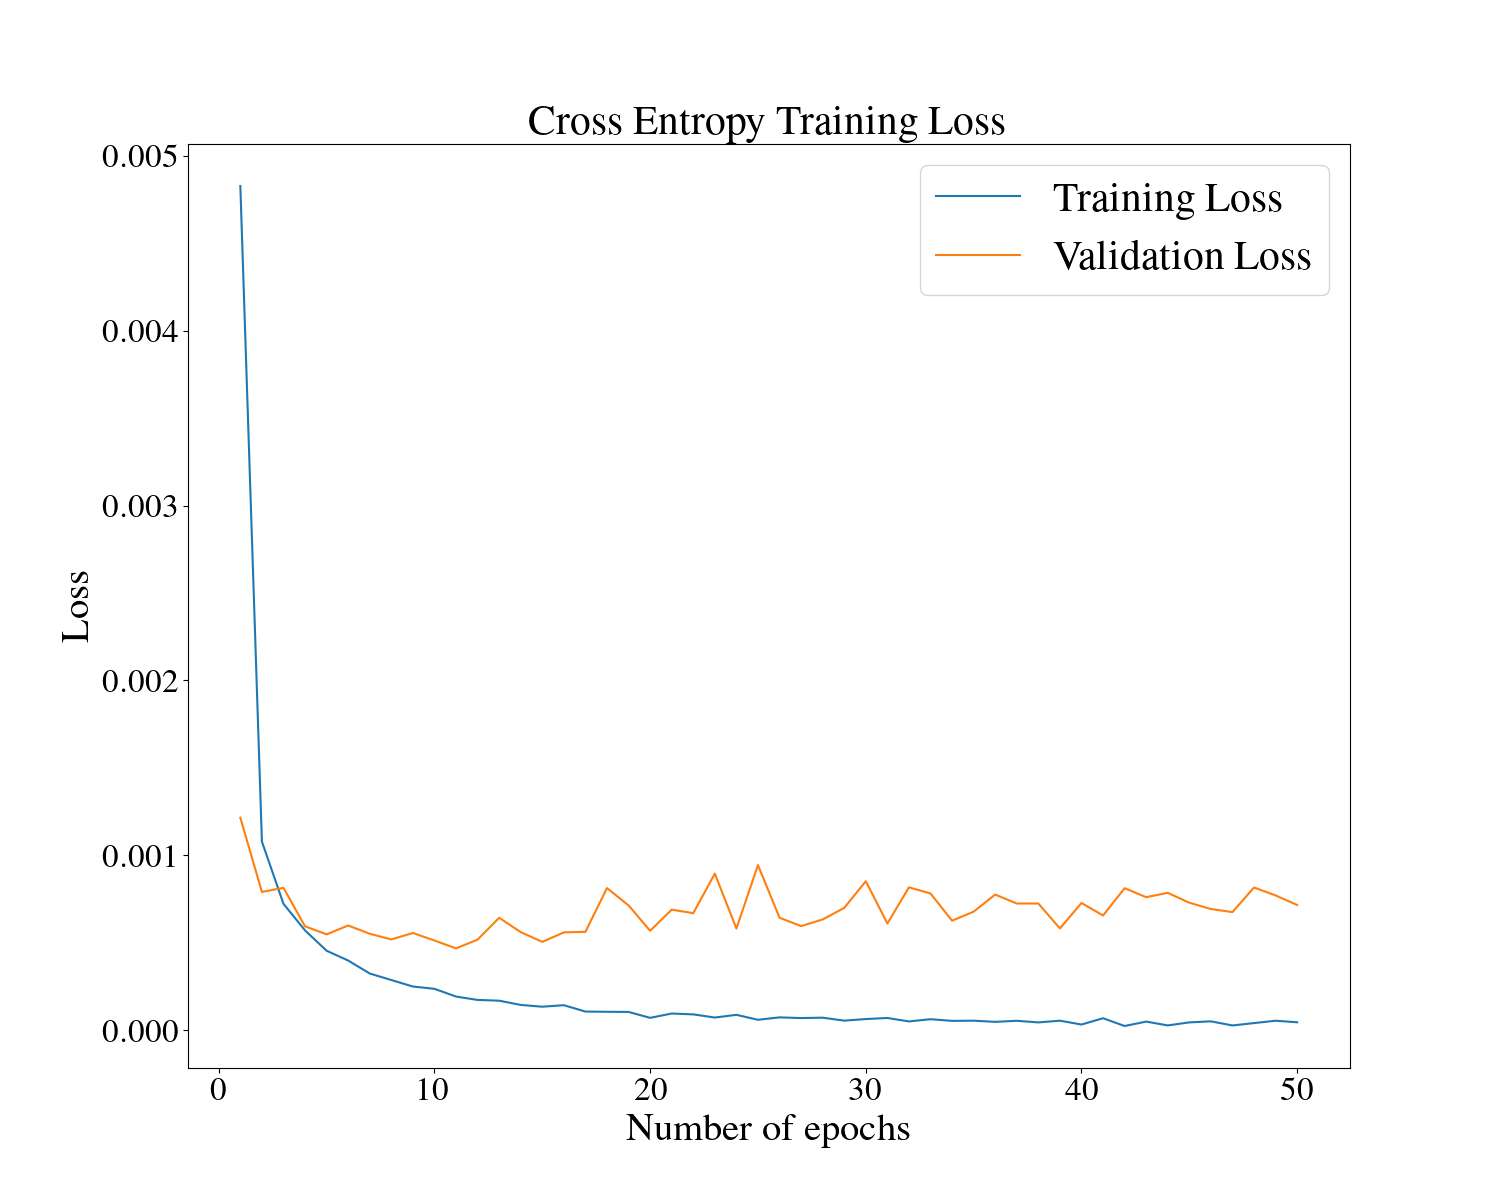 Cross Entropy Training Loss
Training Loss
Validation Loss
0.005
0.004
0.003
0.002
0.001
0.000
Loss
0 10 20 30 40 50
Number of epochs